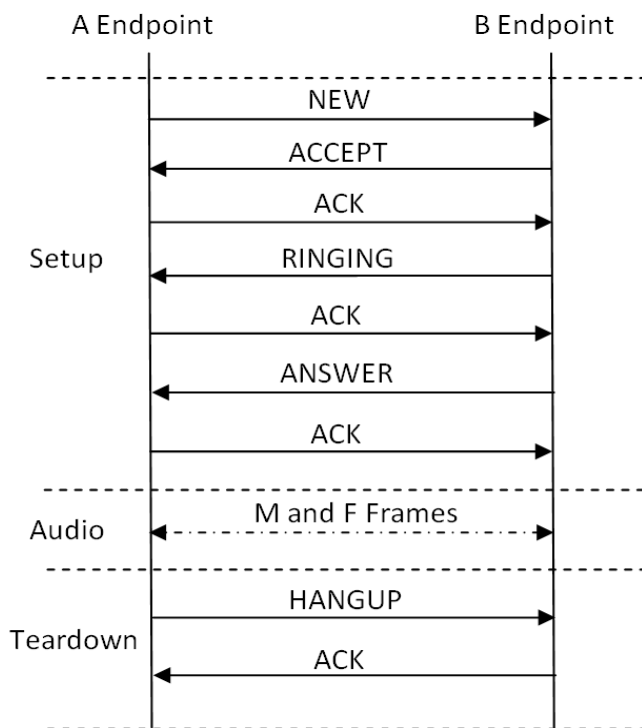 A Endpoint B Endpoint
NEW
ACCEPT
ACK
Setup RINGING
ACK
ANSWER
ACK
M and F Frames
Audio
HANGUP
Teardown
ACK